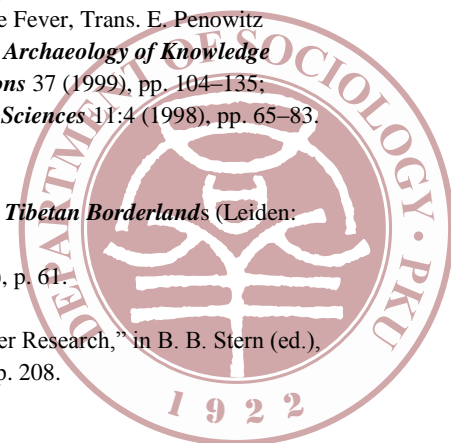 e Fever, Trans. E. Penowitz
Archaeology of Knowledge
ons 37 (1999), pp. 104–135;
Sciences 11:4 (1998), pp. 65–83.
Tibetan Borderlands (Leiden:
), p. 61.
er Research,” in B. B. Stern (ed.),
p. 208.
DEPARTMENT OF SOCIOLOGY · PKU
1922